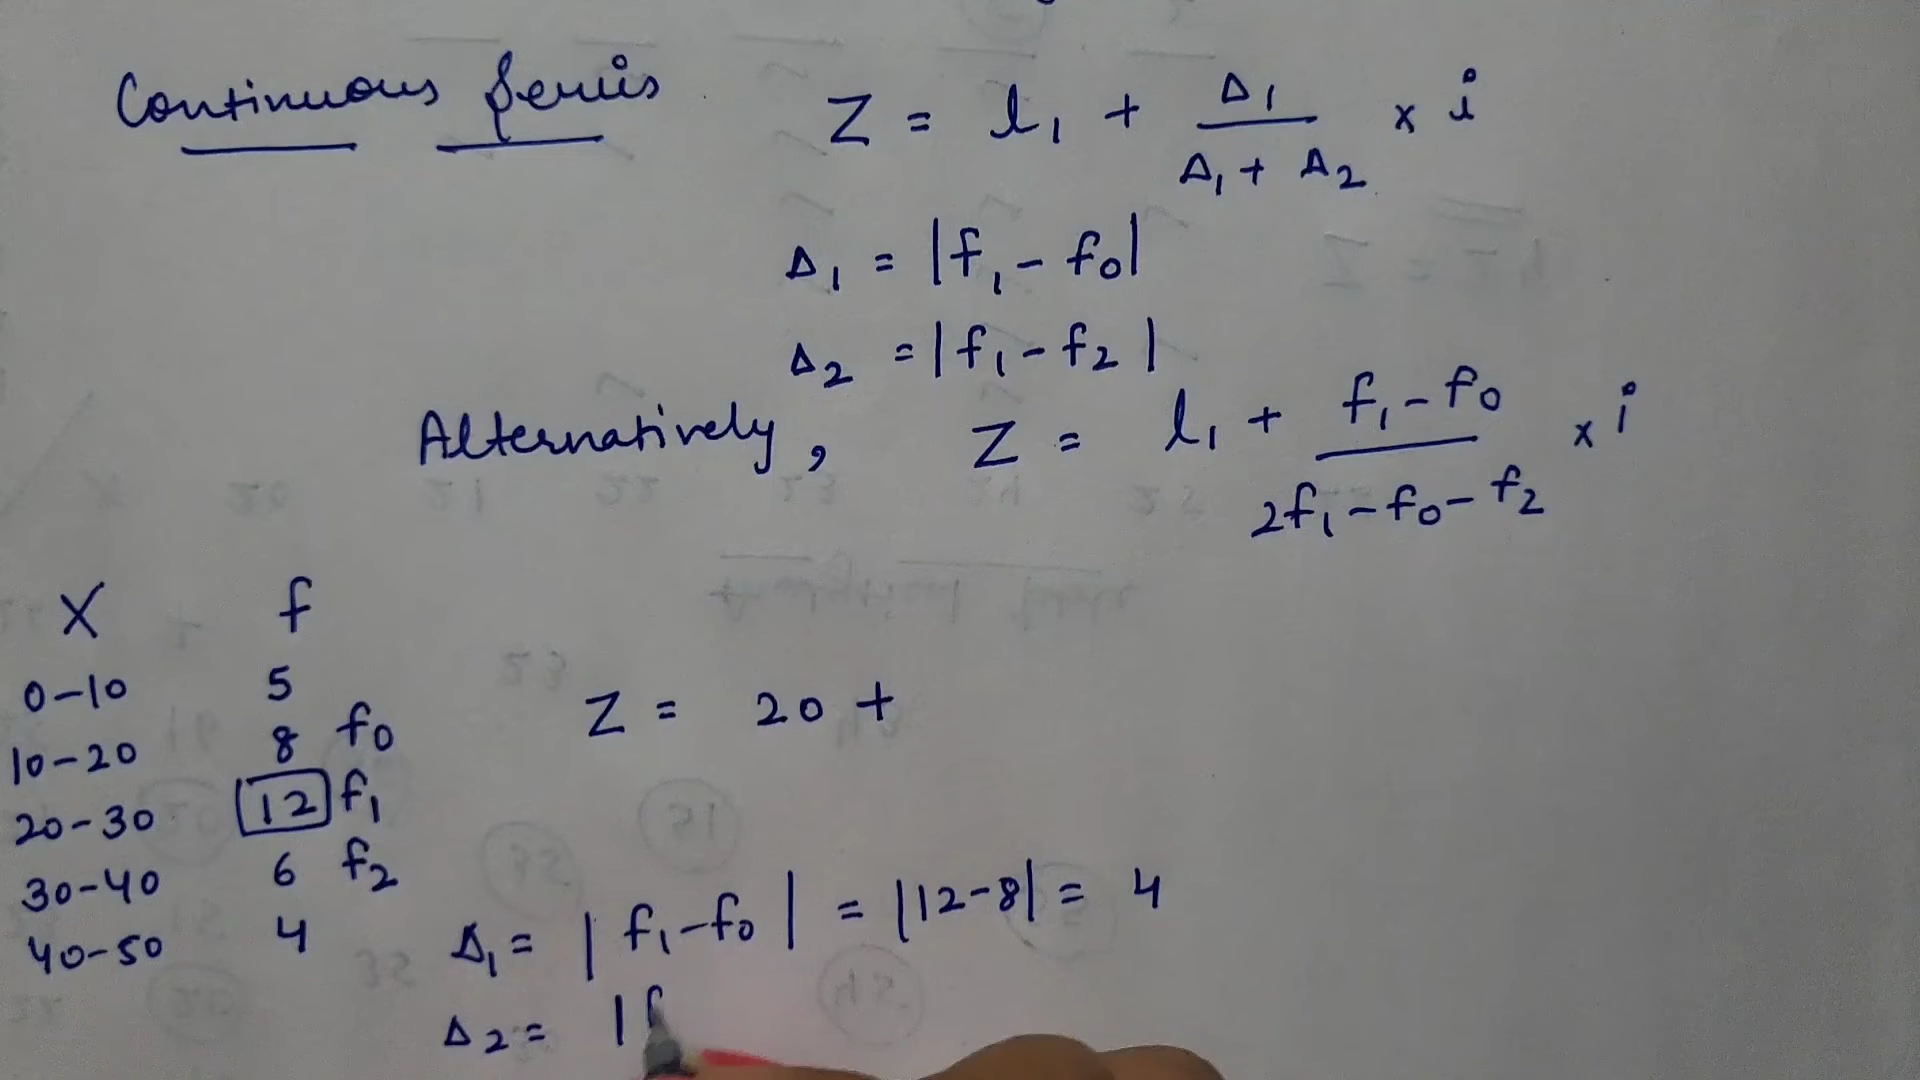 Continuous Series
Z = l₁ + Δ₁ / Δ₁ + Δ₂ × i
Δ₁ = |f₁ - f₀|
Δ₂ = |f₁ - f₂|
Alternatively, Z = l₁ + f₁ - f₀ / 2f₁ - f₀ - f₂ × i
X f
0-10 5
10-20 8 f₀
20-30 12 f₁
30-40 6 f₂
40-50 4
Z = 20 +
Δ₁ = |f₁ - f₀| = |12-8| = 4
Δ₂ = |f